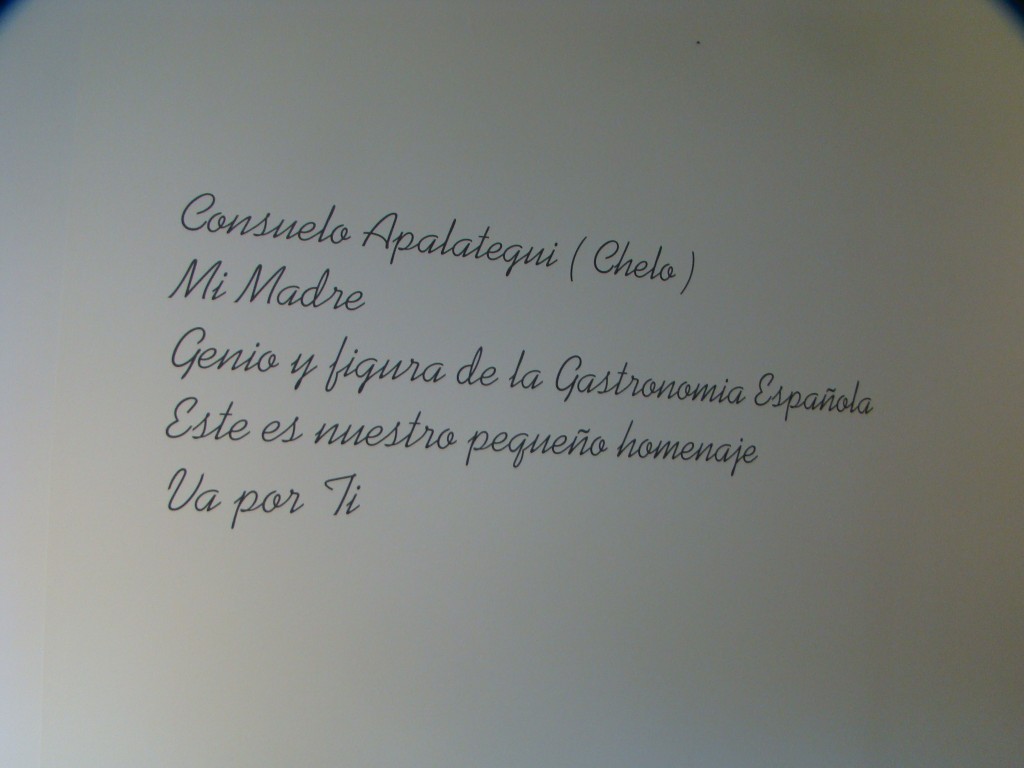 Consuelo Apalategui ( Chelo )
Mi Madre
Genio y figura de la Gastronomia Española
Este es nuestro pequeño homenaje
Va por Ti